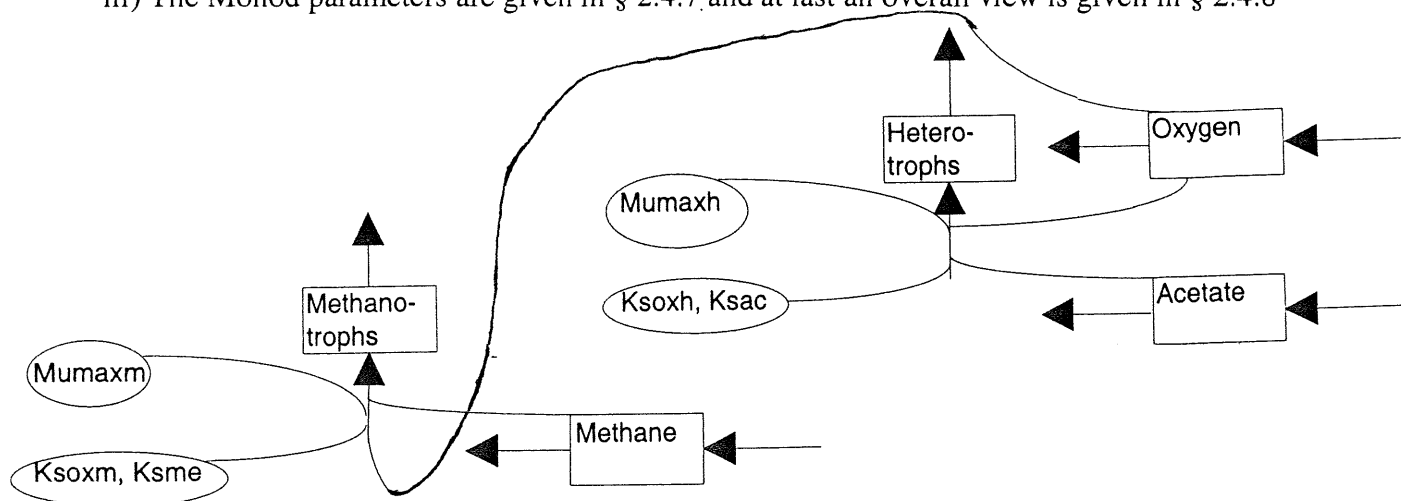 iii) The Monod parameters are given in § 2.4.7 and at last an overall view is given in § 2.4.8
Hetero-
trophs
Oxygen
Mumaxh
Ksoxh, Ksac
Acetate
Methano-
trophs
Mumaxm
Methane
Ksoxm, Ksme